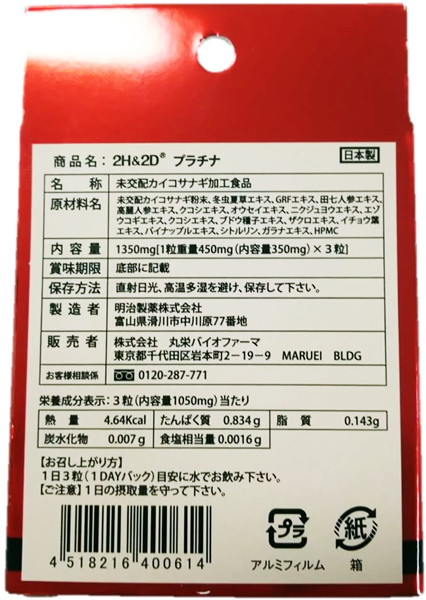 商品名：2H&2D® プラチナ
日本製
名称 未交配カイコサナギ加工食品
原材料名 未交配カイコサナギ粉末、冬虫夏草エキス、GRFエキス、田七人参エキス、
高麗人参エキス、クコシエキス、オウセイエキス、ニクジュヨウエキス、エゾ
ウコギエキス、クコシエキス、ブドウ種子エキス、ザクロエキス、イチョウ葉
エキス、パイナップルエキス、シトルリン、ガラナエキス、HPMC
内容量 1350mg[1粒重量450mg(内容量350mg)×3粒]
賞味期限 底部に記載
保存方法 直射日光、高温多湿を避け、保存して下さい。
製造者 明治製薬株式会社
富山県滑川市中川原77番地
販売者 株式会社 丸栄バイオファーマ
東京都千代田区岩本町2-19-9 MARUEI BLDG
お客様相談係 0120-287-771
栄養成分表示：3粒(内容量1050mg)当たり
熱量 4.64Kcal たんぱく質 0.834g 脂質 0.143g
炭水化物 0.007g 食塩相当量 0.0016g
【お召し上がり方】
1日3粒(1DAYパック)目安に水でお飲み下さい。
【ご注意】1日の摂取量を守って下さい。
4 518216 400614
プラ
アルミフィルム
紙
箱